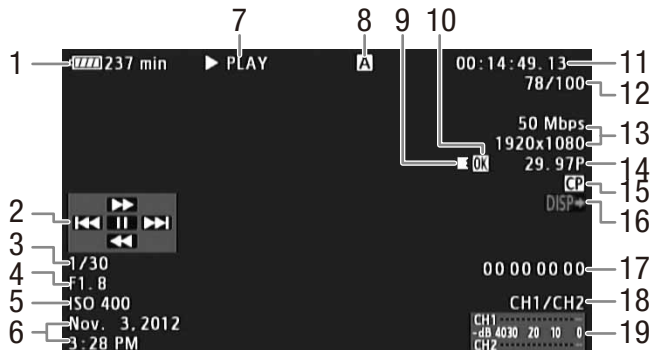 7 8 9 10
1 237 min PLAY A 00:14:49.13 11
78/100 12
50 Mbps 13
1920x1080
OK 29.97P 14
CP 15
DISP 16
2
3 1/30
4 F1.8 00 00 00 00 17
5 ISO 400 CH1/CH2 18
6 Nov. 3,2012 CH1
-dB 40 30 20 10 0 19
3:28 PM CH2